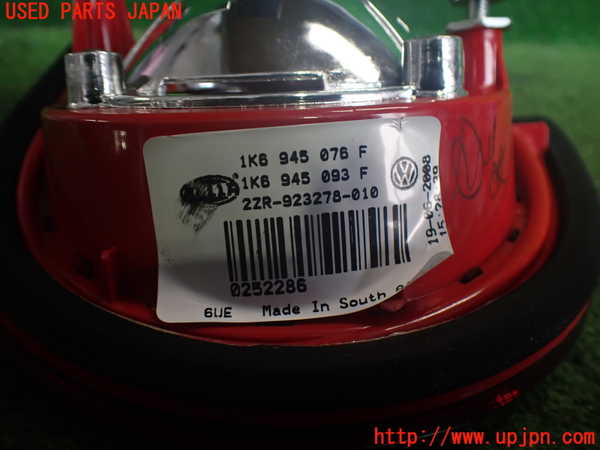 USED PARTS JAPAN
1K6 945 076 F
1K6 945 093 F
2ZR-923278-010
0252286
6UE Made In South
19-06-2008
http://www.upjpn.com/